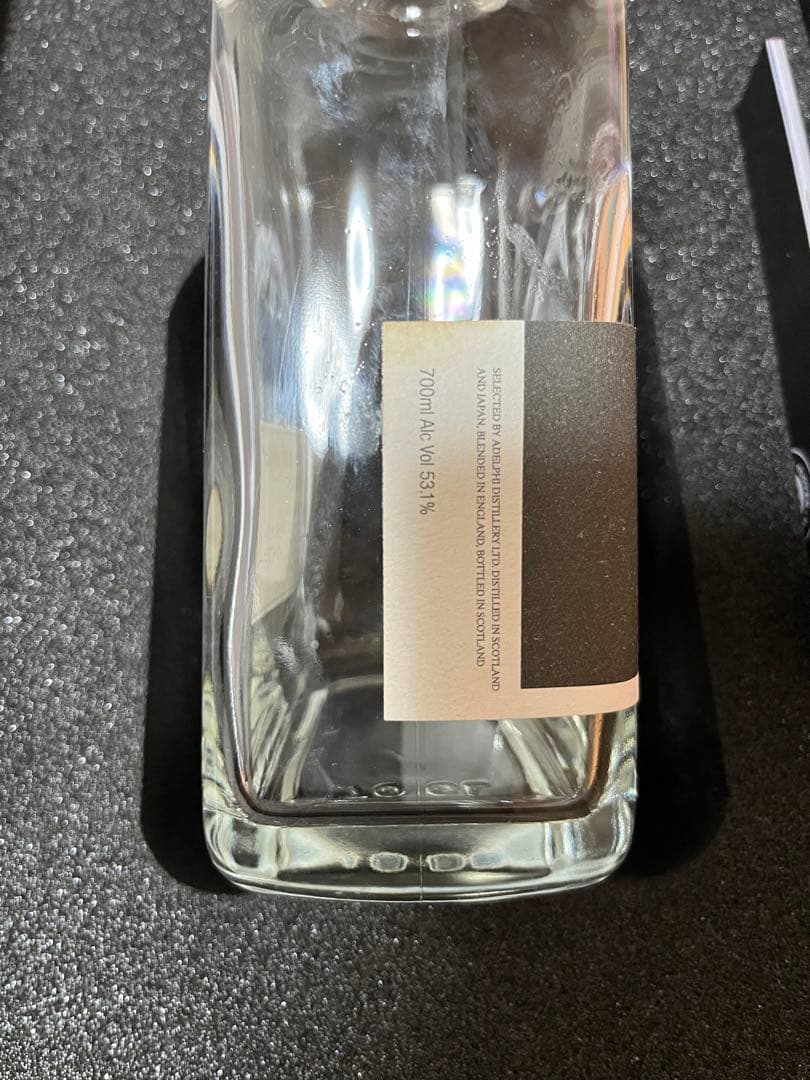 SELECTED BY ADELPHI DISTILLERY LTD. DISTILLED IN SCOTLAND
AND JAPAN, BLENDED IN ENGLAND, BOTTLED IN SCOTLAND
700ml Alc Vol 53.1%